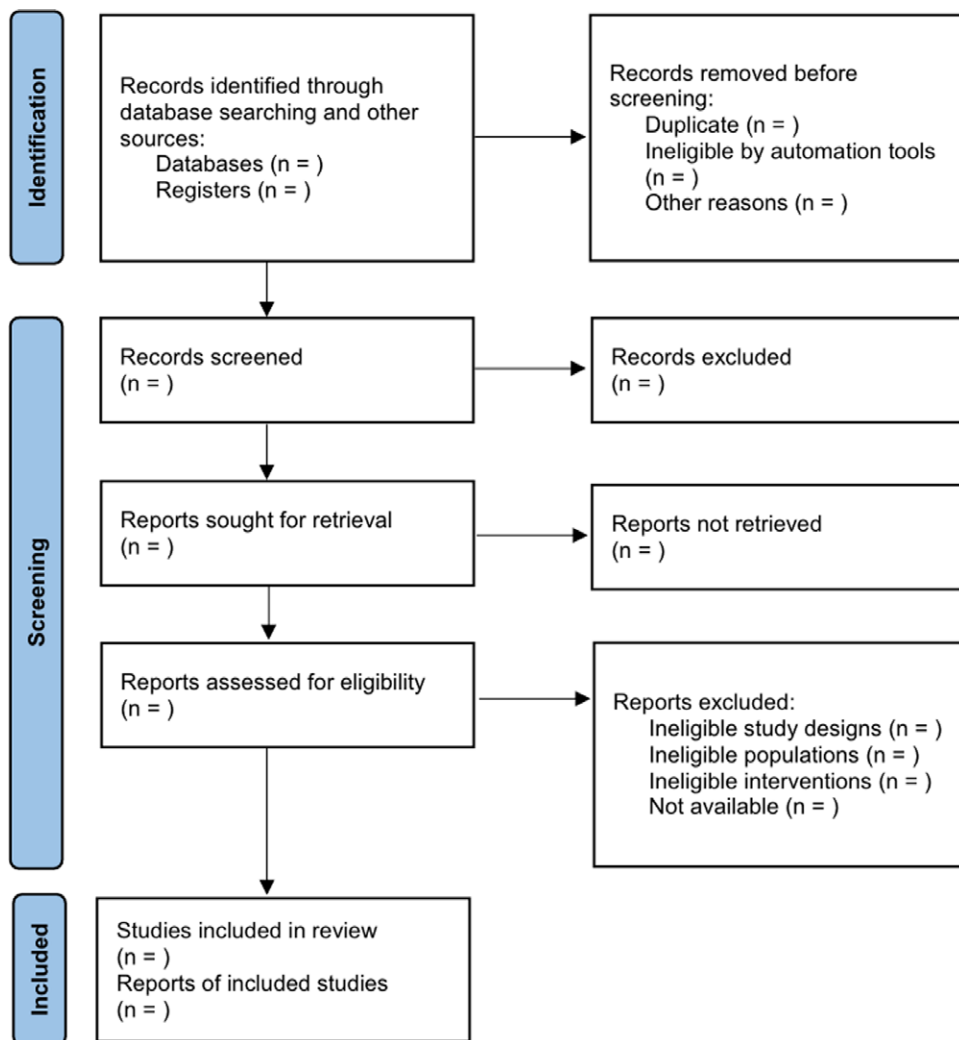 Identification
Records identified through
database searching and other
sources:
Databases (n = )
Registers (n = )
Records removed before
screening:
Duplicate (n = )
Ineligible by automation tools
(n = )
Other reasons (n = )
Screening
Records screened
(n = )
Records excluded
(n = )
Reports sought for retrieval
(n = )
Reports not retrieved
(n = )
Reports assessed for eligibility
(n = )
Reports excluded:
Ineligible study designs (n = )
Ineligible populations (n = )
Ineligible interventions (n = )
Not available (n = )
Included
Studies included in review
(n = )
Reports of included studies
(n = )